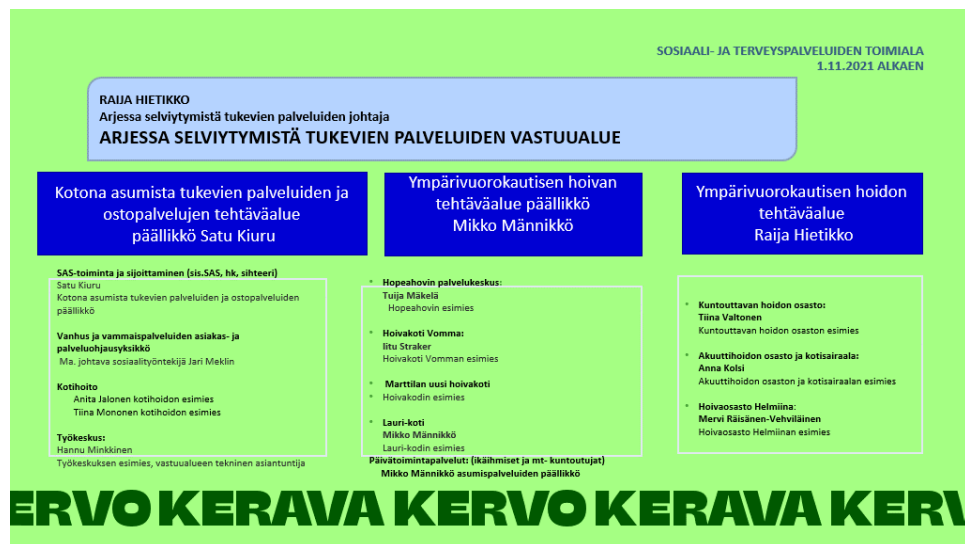 SOSIAALI- JA TERVEYSPALVELUIDEN TOIMIALA
1.11.2021 ALKAEN
RAIJA HIETIKKO
Arjessa selviytymistä tukevien palveluiden johtaja
ARJESSA SELVIYTYMISTÄ TUKEVIEN PALVELUIDEN VASTUUALUE
Kotona asumista tukevien palveluiden ja
ostopalvelujen tehtäväalue
päällikkö Satu Kiuru
SAS-toiminta ja sijoittaminen (sis.SAS, hk, sihteeri)
Satu Kiuru
Kotona asumista tukevien palveluiden ja ostopalveluiden
päällikkö
Vanhus ja vammaispalveluiden asiakas- ja
palveluohjausyksikkö
Ma. johtava sosiaalityöntekijä Jari Meklin
Kotihoito
Anita Jalonen kotihoidon esimies
Tiina Mononen kotihoidon esimies
Työkeskus:
Hannu Minkkinen
Työkeskuksen esimies, vastuualueen tekninen asiantuntija
Ympärivuorokautisen hoivan
tehtäväalue päällikkö
Mikko Männikkö
• Hopeahovin palvelukeskus:
Tuija Mäkelä
Hopeahovin esimies
• Hoivakoti Vomma:
Iitu Straker
Hoivakoti Vomman esimies
• Marttilan uusi hoivakoti
• Hoivakodin esimies
• Lauri-koti
Mikko Männikkö
Lauri-kodin esimies
Päivätoimintapalvelut: (ikäihmiset ja mt- kuntoutujat)
Mikko Männikkö asumispalveluiden päällikkö
Ympärivuorokautisen hoidon
tehtäväalue
Raija Hietikko
• Kuntouttavan hoidon osasto:
Tiina Valtonen
Kuntouttavan hoidon osaston esimies
• Akuuttihoidon osasto ja kotisairaala:
Anna Kolsi
Akuuttihoidon osaston ja kotisairaalan esimies
• Hoivaosasto Helmiina:
Mervi Räisänen-Vehviläinen
Hoivaosasto Helmiinan esimies
ERVO KERAVA KERVO KERAVA KERV